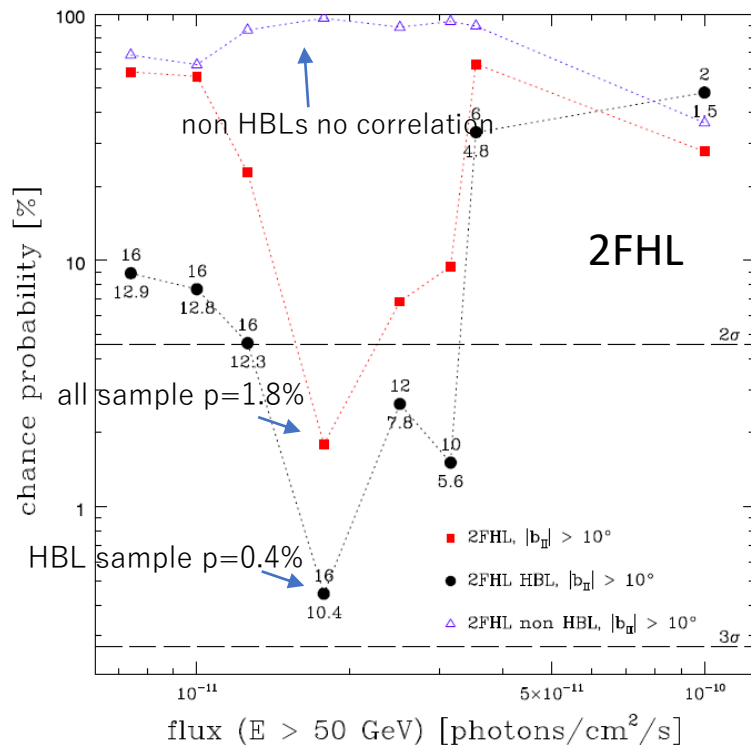 100
10
1
chance probability [%]
non HBLs no correlation
2
1.5
6
4.8
2FHL
16
12.9
16
12.8
16
12.3
2σ
all sample p=1.8%
12
7.8
10
5.6
HBL sample p=0.4%
16
10.4
2FHL, |b_II| > 10°
2FHL HBL, |b_II| > 10°
2FHL non HBL, |b_II| > 10°
3σ
10⁻¹¹
5×10⁻¹¹
10⁻¹⁰
flux (E > 50 GeV) [photons/cm²/s]